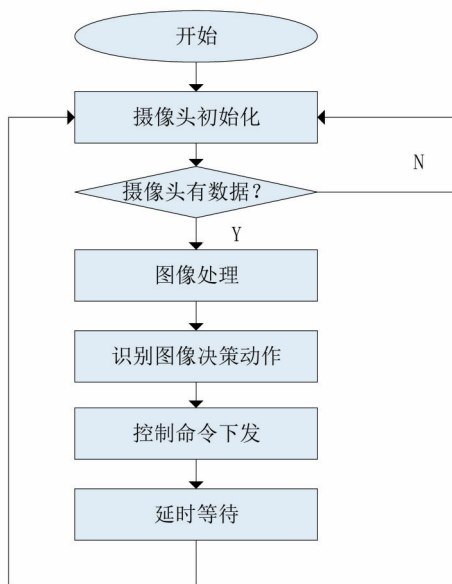 开始
摄像头初始化
N
摄像头有数据?
Y
图像处理
识别图像决策动作
控制命令下发
延时等待